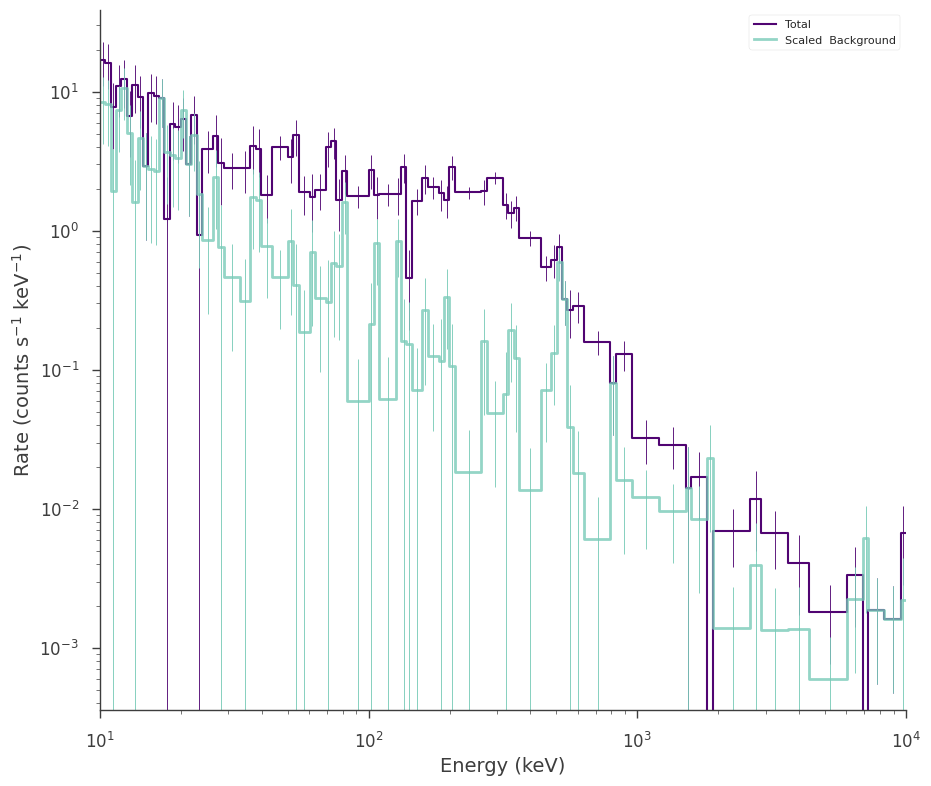 Total
Scaled  Background
Rate (counts s⁻¹ keV⁻¹)
10¹
10⁰
10⁻¹
10⁻²
10⁻³
10¹ 10² 10³ 10⁴
Energy (keV)